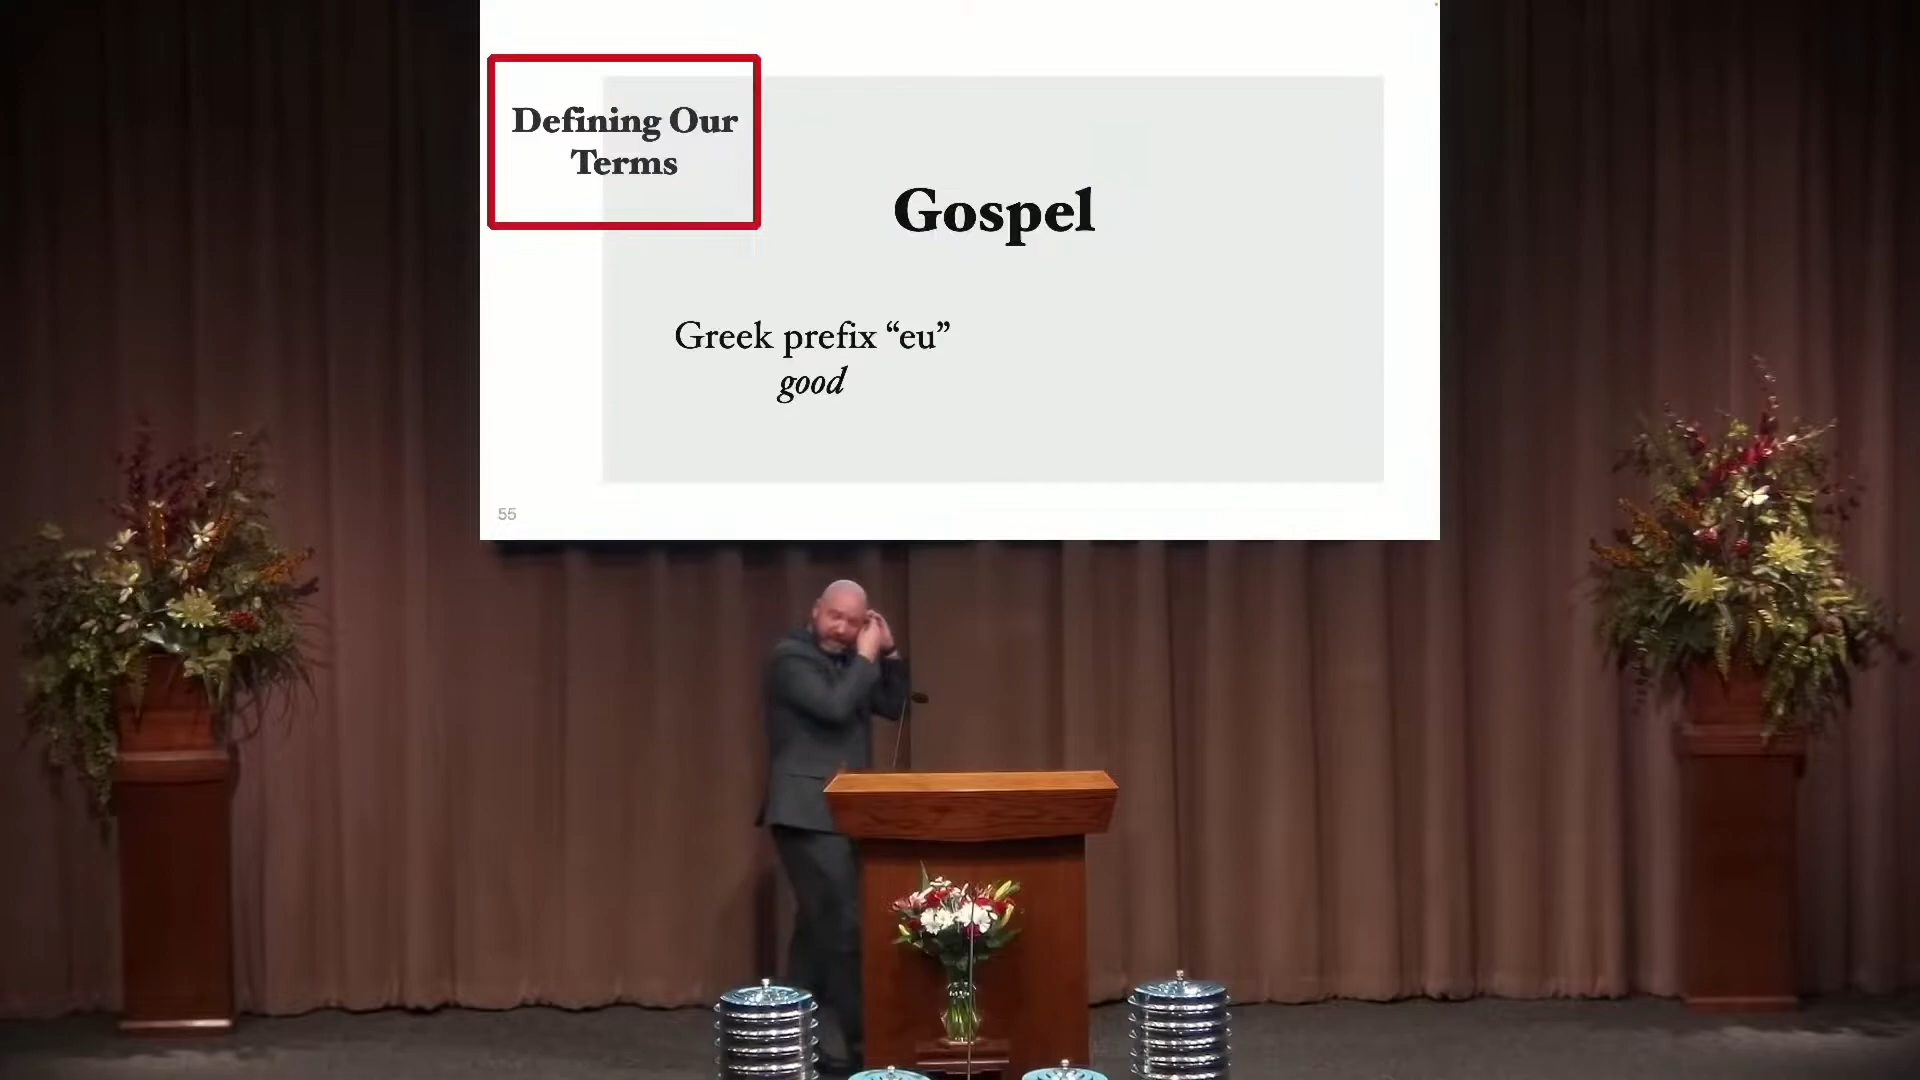 Defining Our
Terms
Gospel
Greek prefix “eu”
good
55